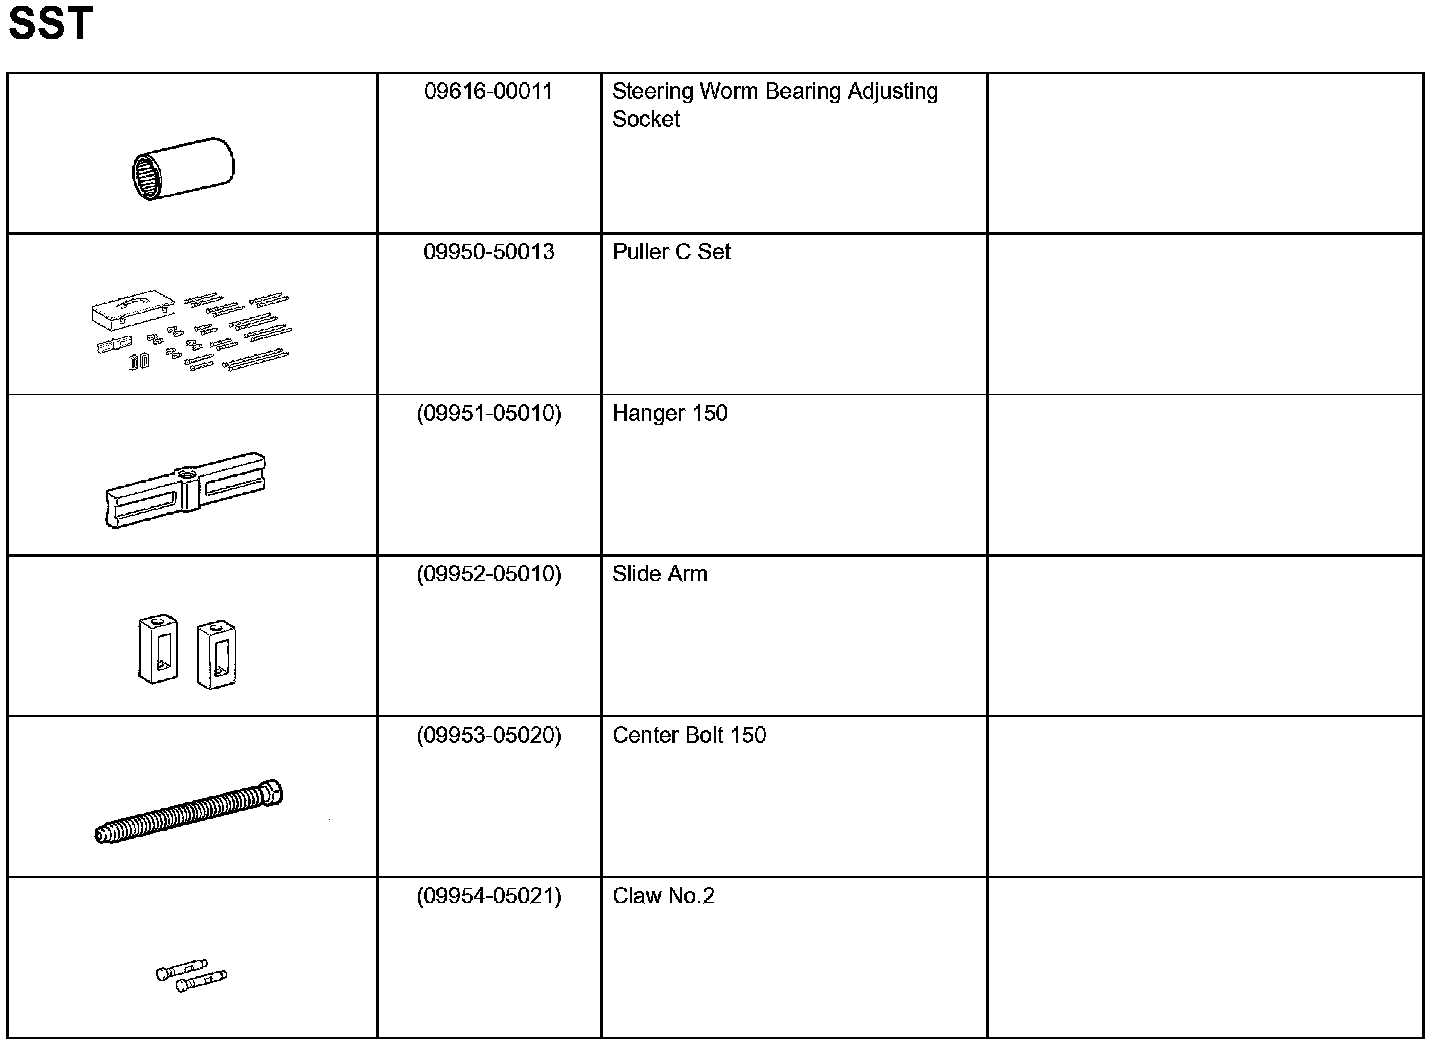 SST
09616-00011 Steering Worm Bearing Adjusting
Socket
09950-50013 Puller C Set
(09951-05010) Hanger 150
(09952-05010) Slide Arm
(09953-05020) Center Bolt 150
(09954-05021) Claw No.2